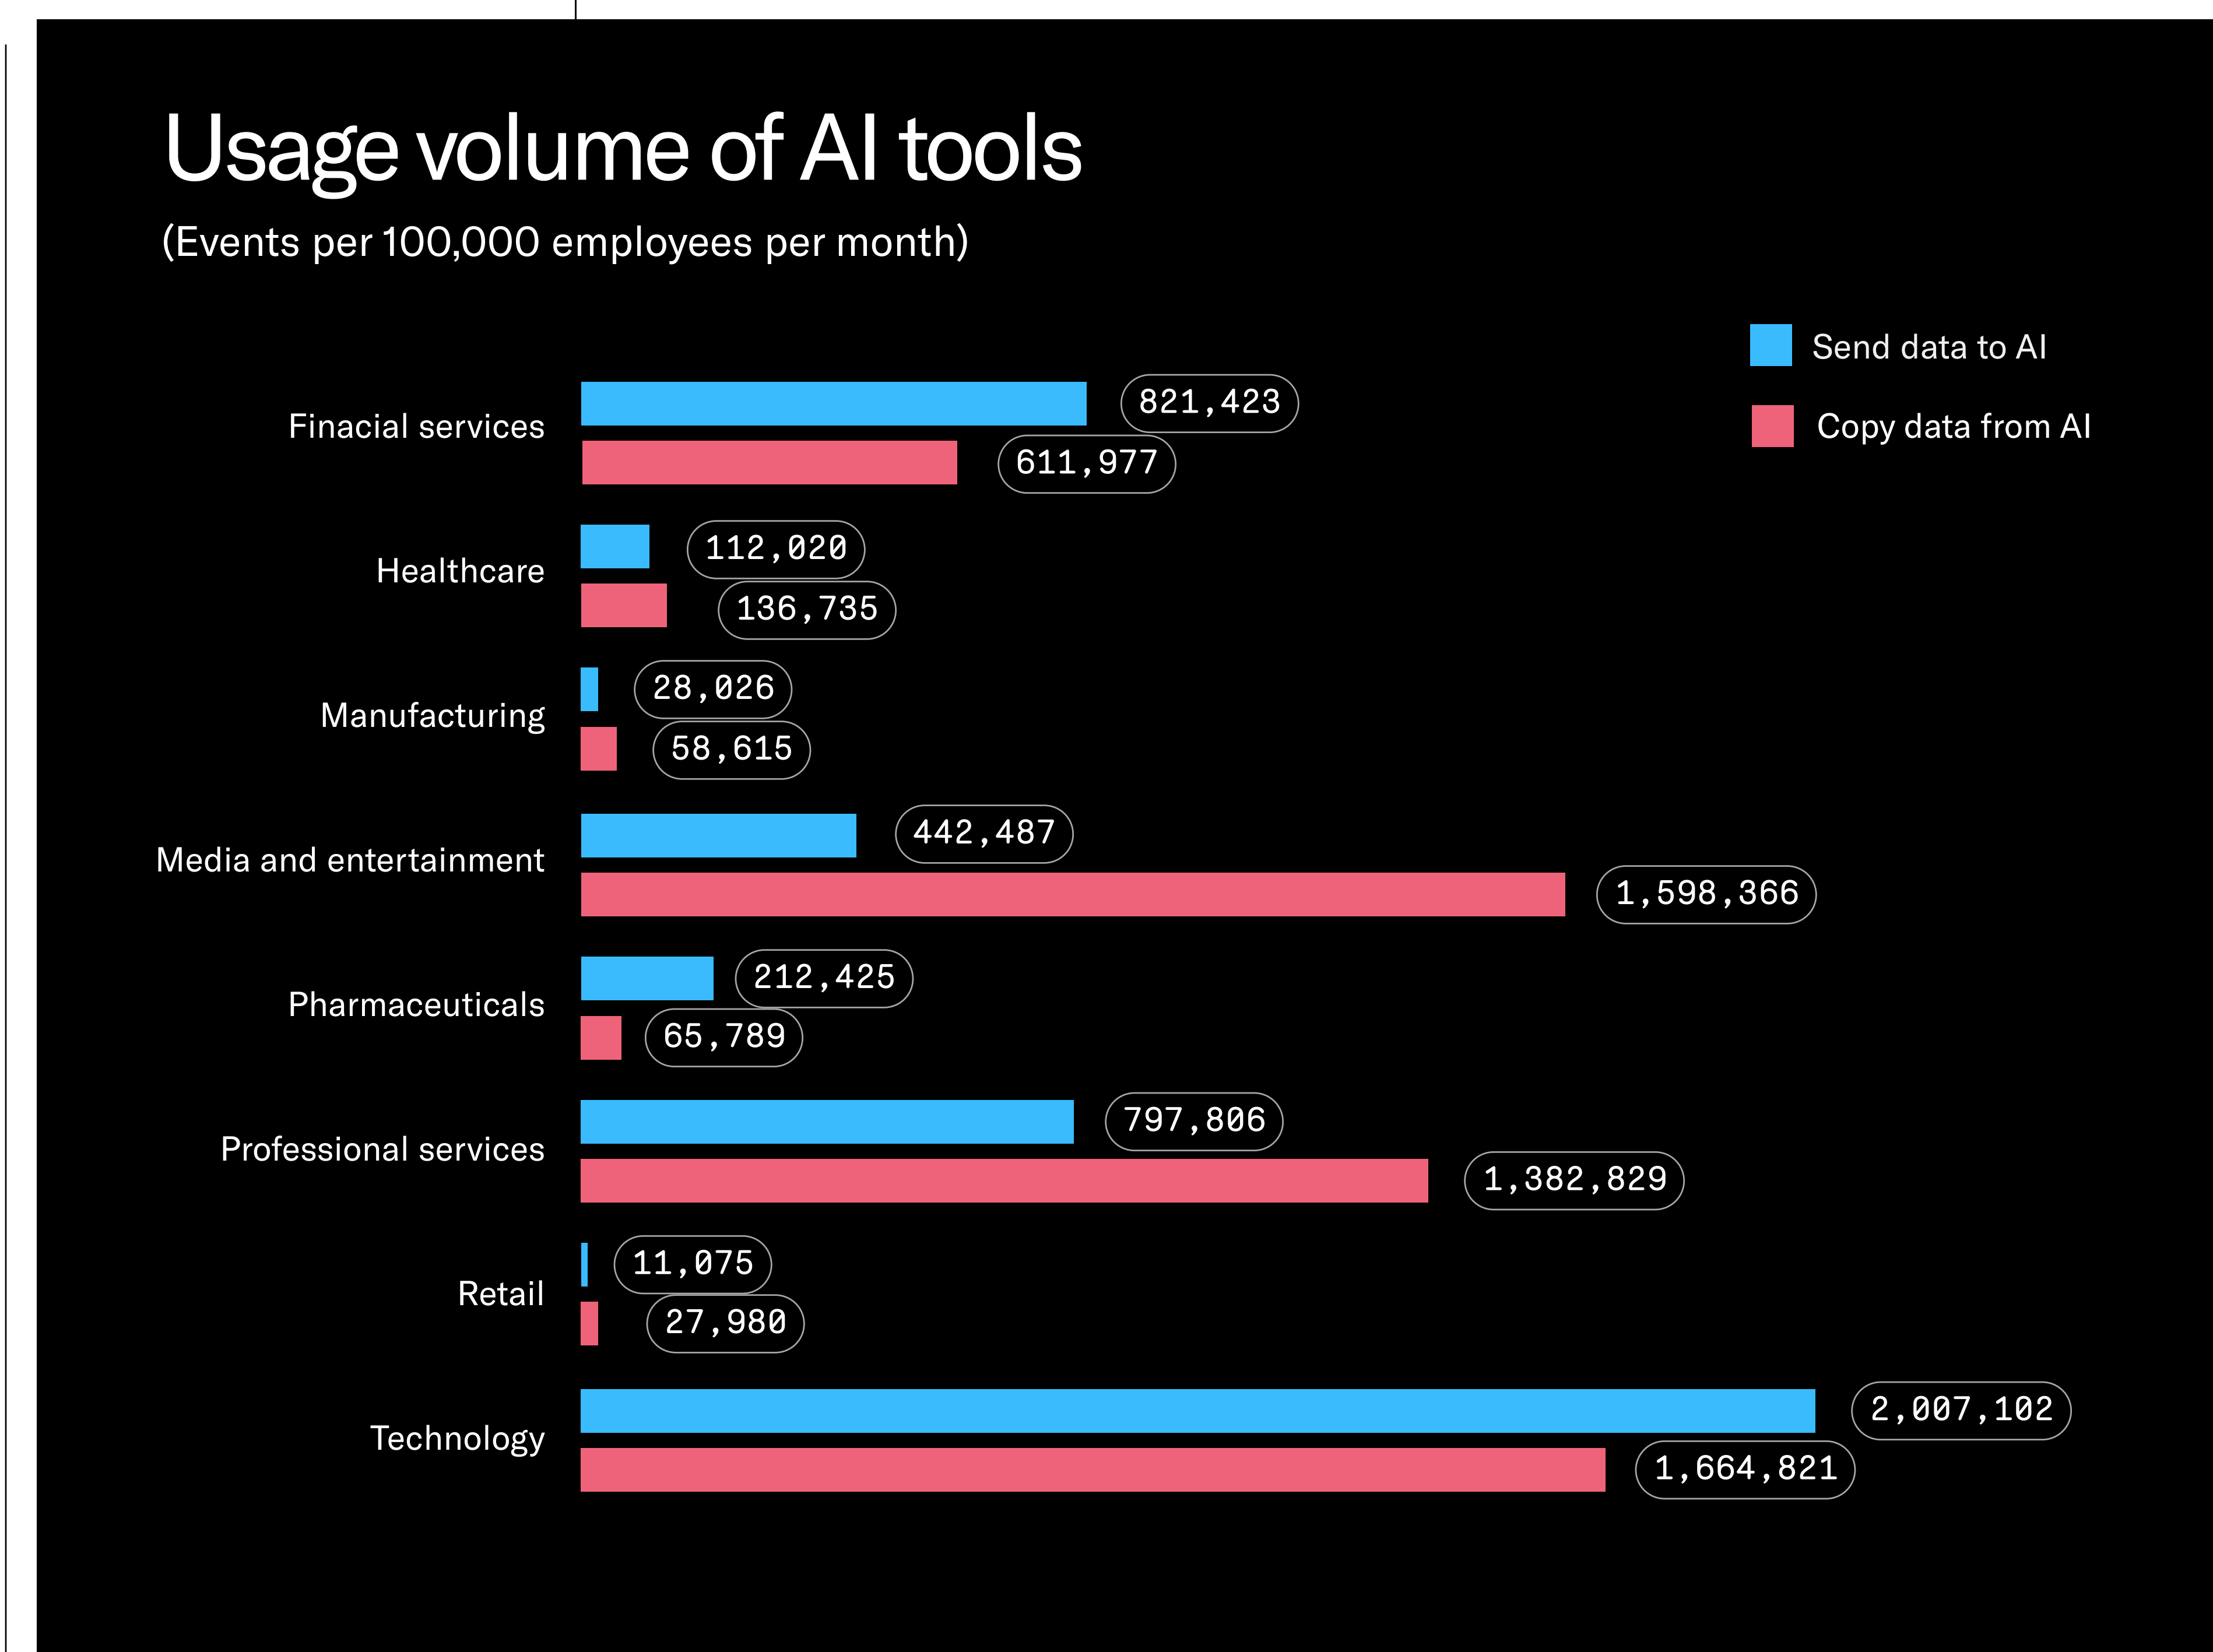 Usage volume of AI tools
(Events per 100,000 employees per month)
Send data to AI
Copy data from AI
Finacial services
821,423
611,977
Healthcare
112,020
136,735
Manufacturing
28,026
58,615
Media and entertainment
442,487
1,598,366
Pharmaceuticals
212,425
65,789
Professional services
797,806
1,382,829
Retail
11,075
27,980
Technology
2,007,102
1,664,821